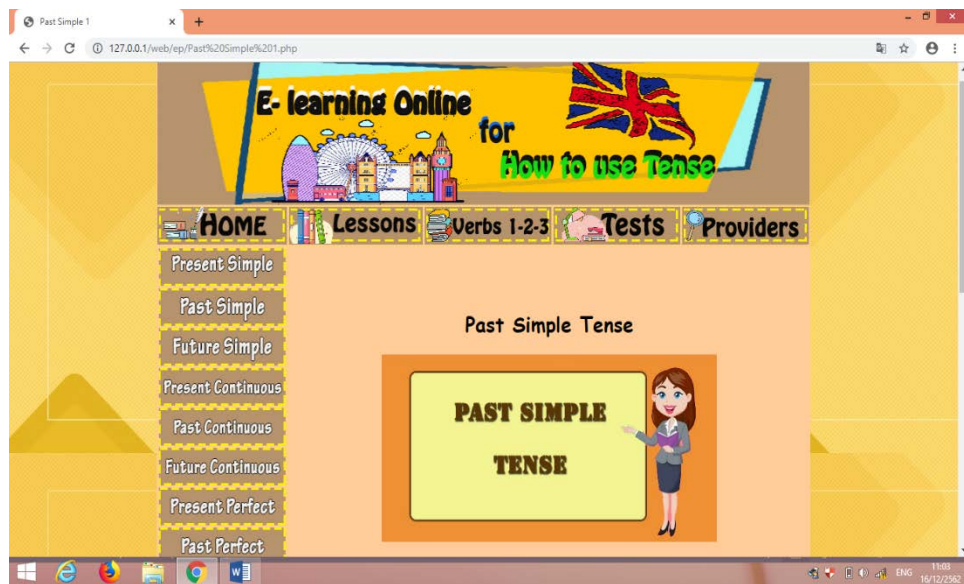 Past Simple 1
127.0.0.1/web/ep/Past%20Simple%201.php
E- learning Online
for
How to use Tense
HOME
Lessons
Verbs 1-2-3
Tests
Providers
Present Simple
Past Simple
Future Simple
Present Continuous
Past Continuous
Future Continuous
Present Perfect
Past Perfect
Past Simple Tense
PAST SIMPLE
TENSE
ENG
11:03
16/12/2562